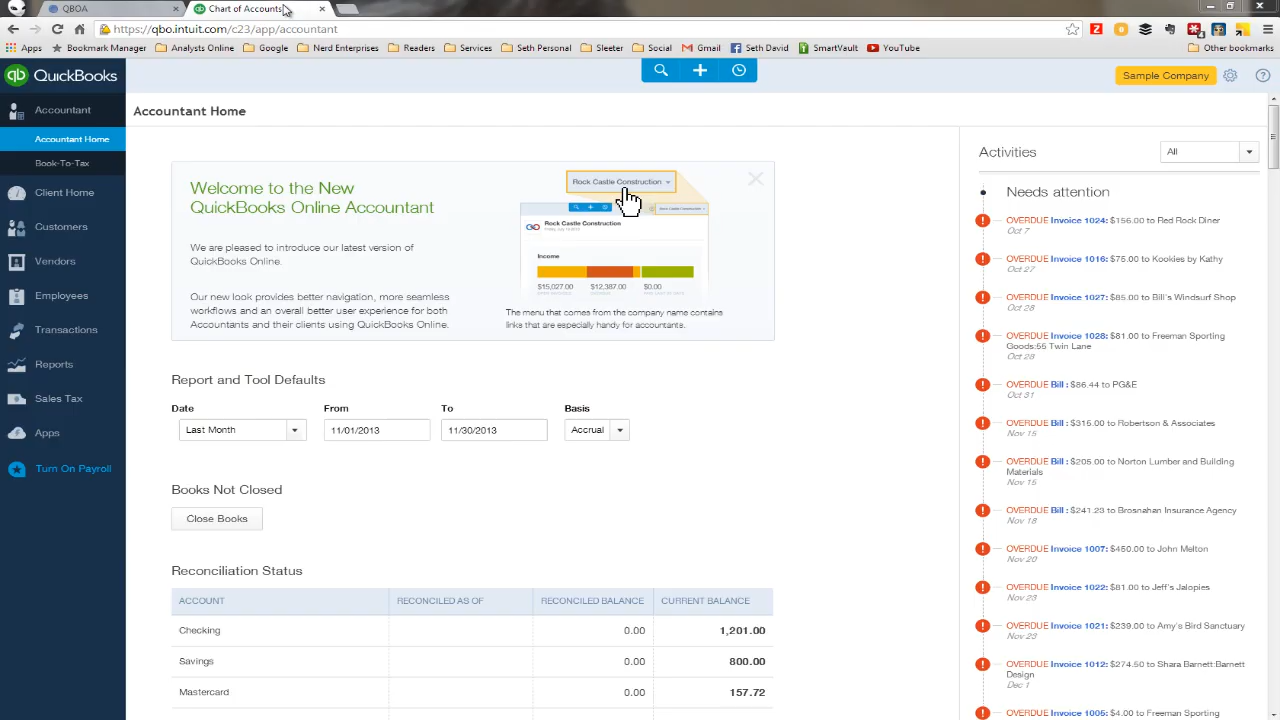 QBOA
Chart of Accounts
https://qbo.intuit.com/c23/app/accountant
Apps
Bookmark Manager
Analysts Online
Google
Nerd Enterprises
Readers
Services
Seth Personal
Sleeter
Social
Gmail
Seth David
SmartVault
YouTube
Other bookmarks
qb QuickBooks
Sample Company
Accountant
Accountant Home
Book-To-Tax
Client Home
Customers
Vendors
Employees
Transactions
Reports
Sales Tax
Apps
Turn On Payroll
Accountant Home
Welcome to the New
QuickBooks Online Accountant
We are pleased to introduce our latest version of
QuickBooks Online.
Our new look provides better navigation, more seamless
workflows and an overall better user experience for both
Accountants and their clients using QuickBooks Online.
Rock Castle Construction
Rock Castle Construction
Rock Castle Construction
Income
$15,027.00 $12,387.00 $0.00
The menu that comes from the company name contains
links that are especially handy for accountants.
Report and Tool Defaults
Date From To Basis
Last Month 11/01/2013 11/30/2013 Accrual
Books Not Closed
Close Books
Reconciliation Status
ACCOUNT RECONCILED AS OF RECONCILED BALANCE CURRENT BALANCE
Checking 0.00 1,201.00
Savings 0.00 800.00
Mastercard 0.00 157.72
Activities
All
Needs attention
OVERDUE Invoice 1024: $156.00 to Red Rock Diner
Oct 7
OVERDUE Invoice 1016: $75.00 to Kookies by Kathy
Oct 27
OVERDUE Invoice 1027: $85.00 to Bill's Windsurf Shop
Oct 28
OVERDUE Invoice 1028: $81.00 to Freeman Sporting
Goods:55 Twin Lane
Oct 28
OVERDUE Bill : $86.44 to PG&E
Oct 31
OVERDUE Bill : $315.00 to Robertson & Associates
Nov 15
OVERDUE Bill : $205.00 to Norton Lumber and Building
Materials
Nov 15
OVERDUE Bill : $241.23 to Brosnahan Insurance Agency
Nov 18
OVERDUE Invoice 1007: $450.00 to John Melton
Nov 20
OVERDUE Invoice 1022: $81.00 to Jeff's Jalopies
Nov 23
OVERDUE Invoice 1021: $239.00 to Amy's Bird Sanctuary
Nov 23
OVERDUE Invoice 1012: $274.50 to Shara Barnett:Barnett
Design
Dec 1
OVERDUE Invoice 1005: $4.00 to Freeman Sporting